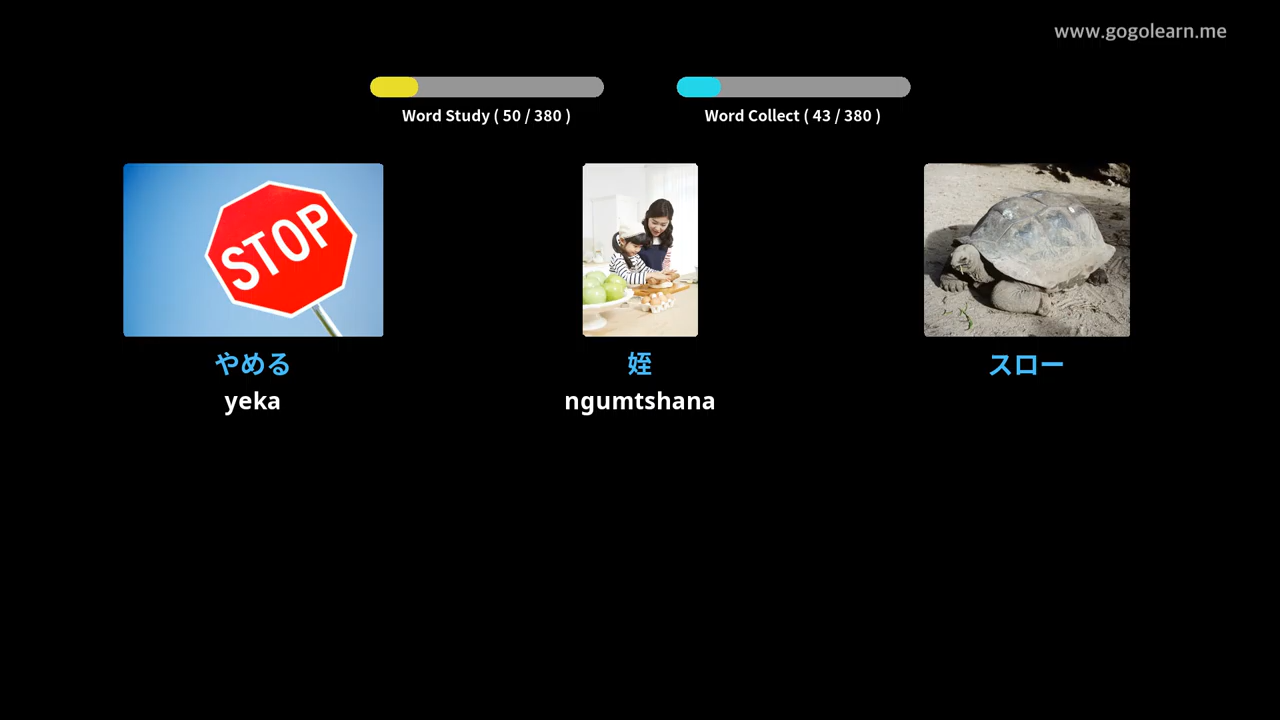 www.gogolearn.me
Word Study ( 50 / 380 )
Word Collect ( 43 / 380 )
STOP
やめる
yeka
姪
ngumtshana
スロー